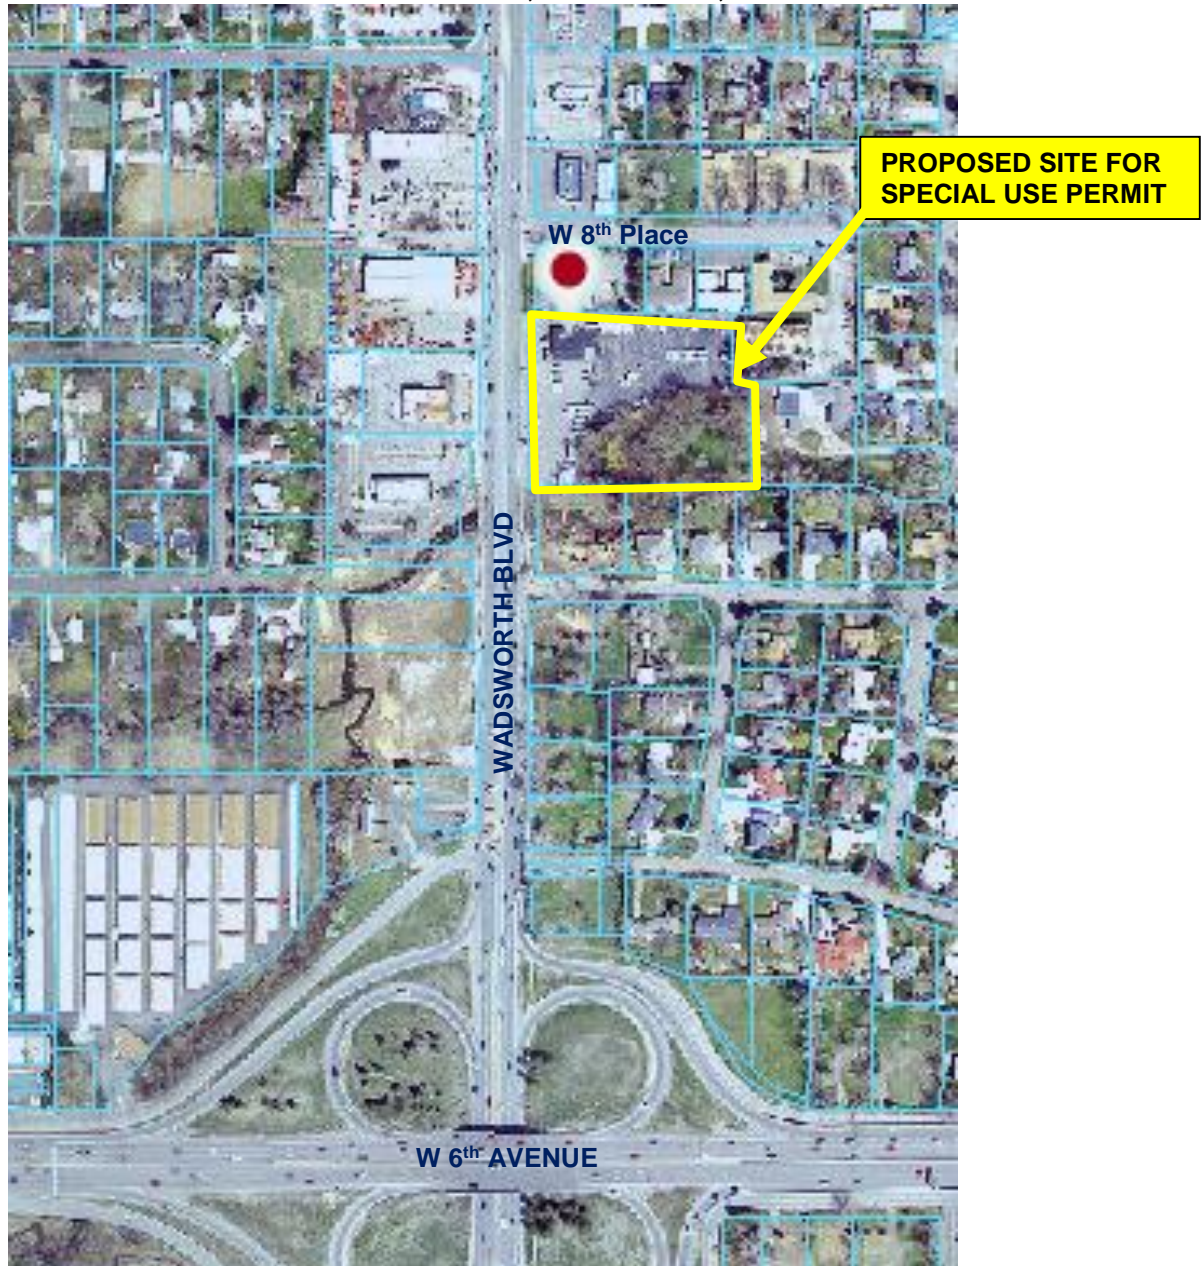 PROPOSED SITE FOR
SPECIAL USE PERMIT
W 8th Place
WADSWORTH BLVD
W 6th AVENUE